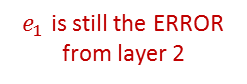 e₁ is still the ERROR
from layer 2